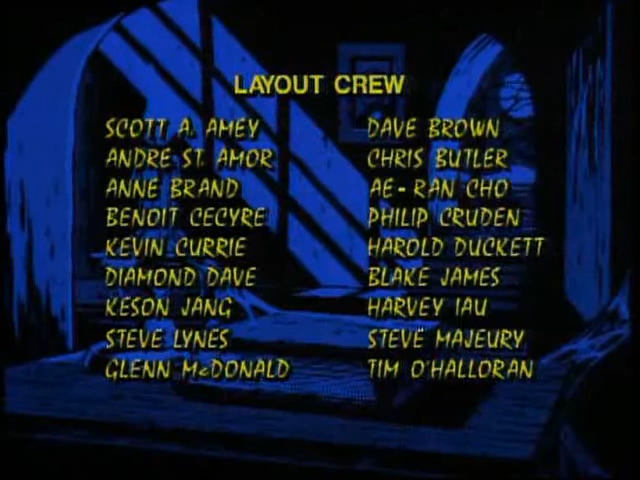 LAYOUT CREW
SCOTT A. AMEY
ANDRE ST. AMOR
ANNE BRAND
BENOIT CECYRE
KEVIN CURRIE
DIAMOND DAVE
KESON JANG
STEVE LYNES
GLENN McDONALD
DAVE BROWN
CHRIS BUTLER
AE-RAN CHO
PHILIP CRUDEN
HAROLD DUCKETT
BLAKE JAMES
HARVEY IAU
STEVE MAJEURY
TIM O'HALLORAN